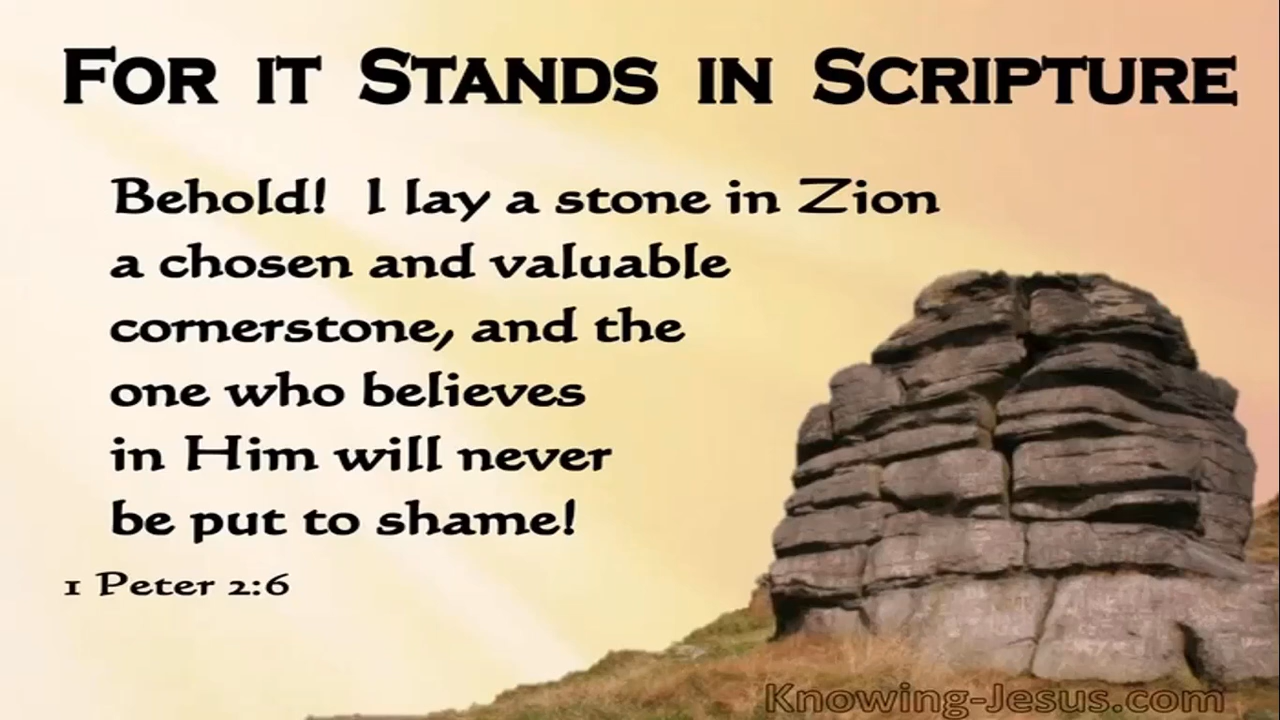 For it Stands in Scripture
Behold! I lay a stone in Zion
a chosen and valuable
cornerstone, and the
one who believes
in Him will never
be put to shame!
1 Peter 2:6
Knowing-Jesus.com